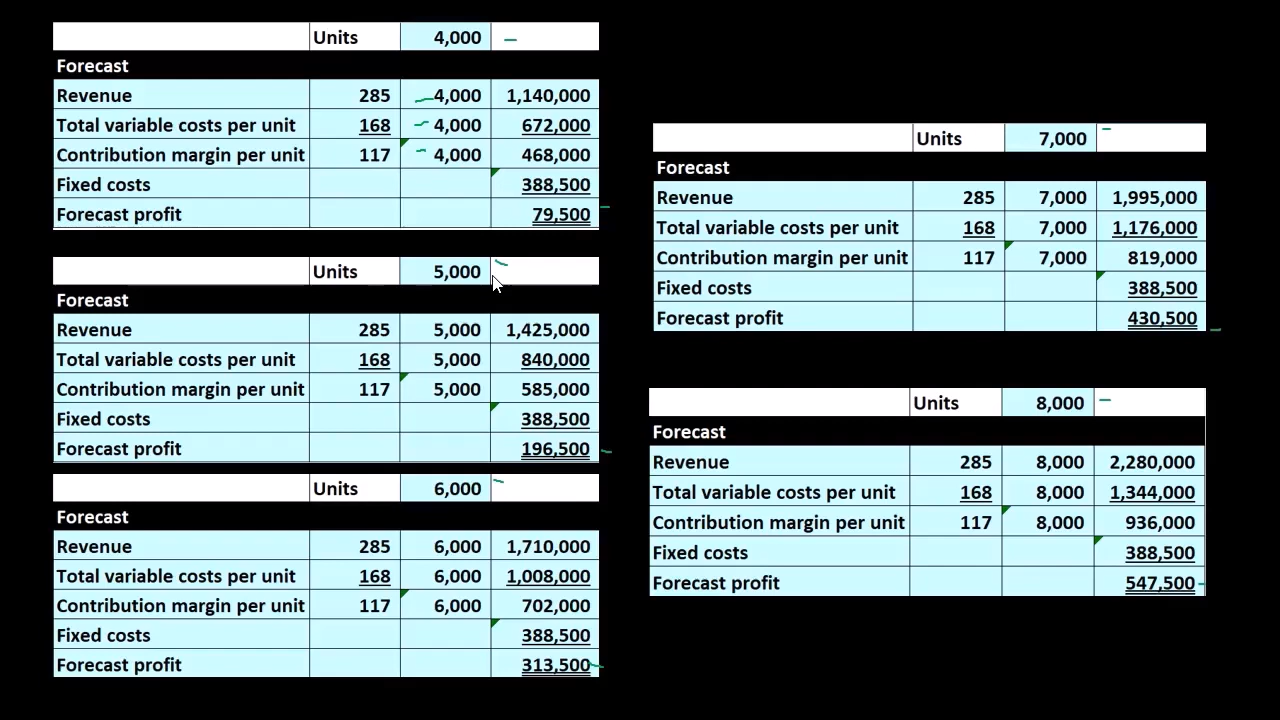 Units 4,000
Forecast
Revenue 285 4,000 1,140,000
Total variable costs per unit 168 4,000 672,000
Contribution margin per unit 117 4,000 468,000
Fixed costs 388,500
Forecast profit 79,500
Units 5,000
Forecast
Revenue 285 5,000 1,425,000
Total variable costs per unit 168 5,000 840,000
Contribution margin per unit 117 5,000 585,000
Fixed costs 388,500
Forecast profit 196,500
Units 6,000
Forecast
Revenue 285 6,000 1,710,000
Total variable costs per unit 168 6,000 1,008,000
Contribution margin per unit 117 6,000 702,000
Fixed costs 388,500
Forecast profit 313,500
Units 7,000
Forecast
Revenue 285 7,000 1,995,000
Total variable costs per unit 168 7,000 1,176,000
Contribution margin per unit 117 7,000 819,000
Fixed costs 388,500
Forecast profit 430,500
Units 8,000
Forecast
Revenue 285 8,000 2,280,000
Total variable costs per unit 168 8,000 1,344,000
Contribution margin per unit 117 8,000 936,000
Fixed costs 388,500
Forecast profit 547,500